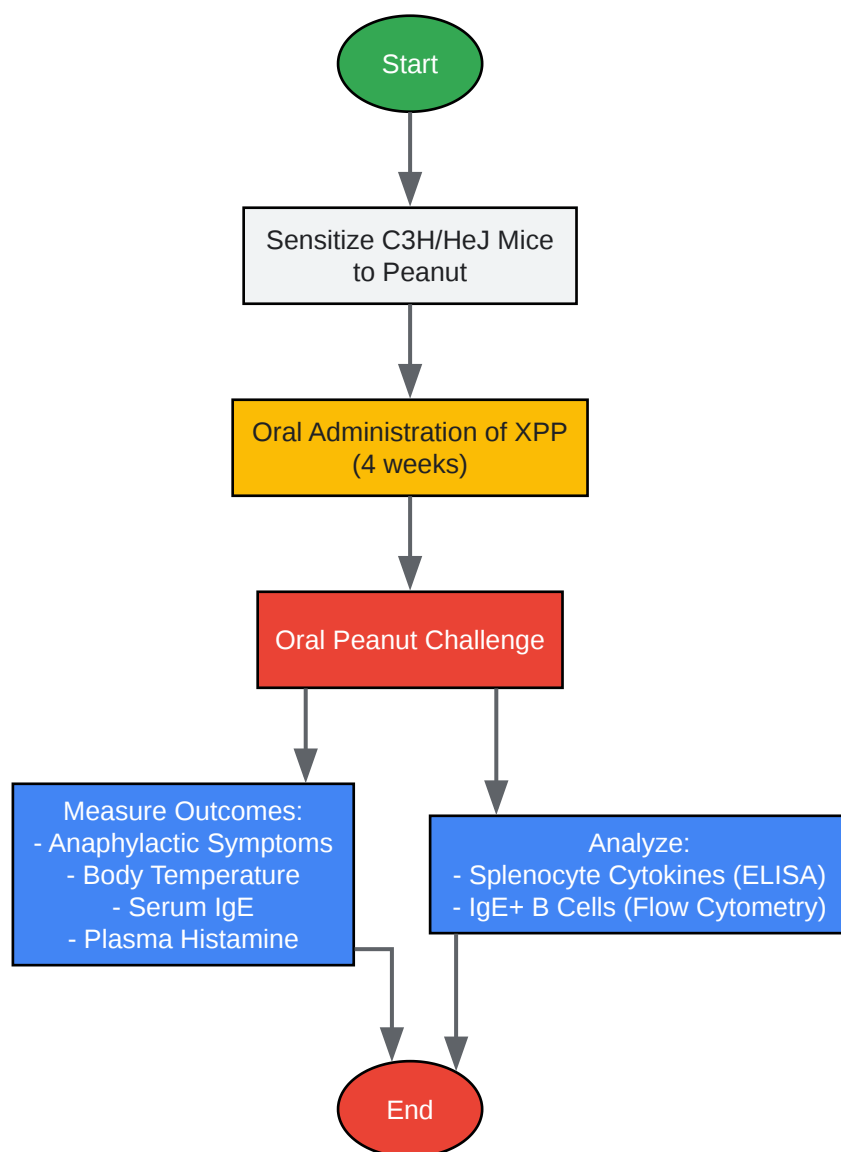 Start
Sensitize C3H/HeJ Mice
to Peanut
Oral Administration of XPP
(4 weeks)
Oral Peanut Challenge
Measure Outcomes:
- Anaphylactic Symptoms
- Body Temperature
- Serum IgE
- Plasma Histamine
Analyze:
- Splenocyte Cytokines (ELISA)
- IgE+ B Cells (Flow Cytometry)
End